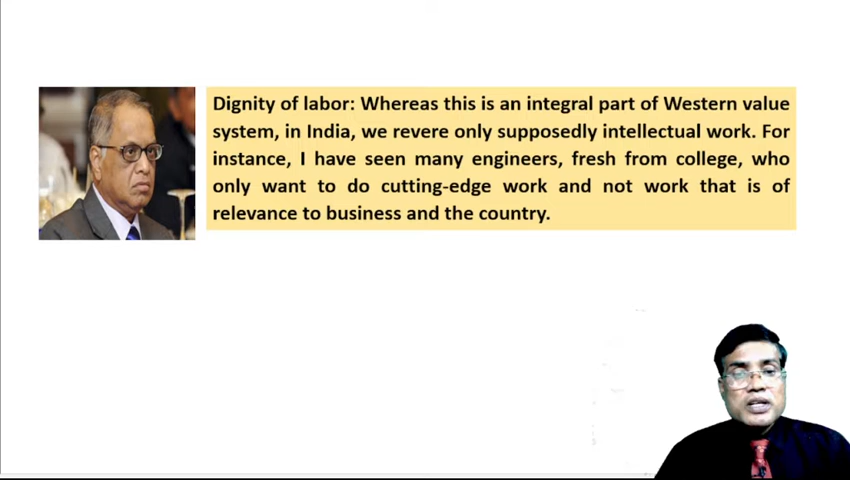 Dignity of labor: Whereas this is an integral part of Western value
system, in India, we revere only supposedly intellectual work. For
instance, I have seen many engineers, fresh from college, who
only want to do cutting-edge work and not work that is of
relevance to business and the country.